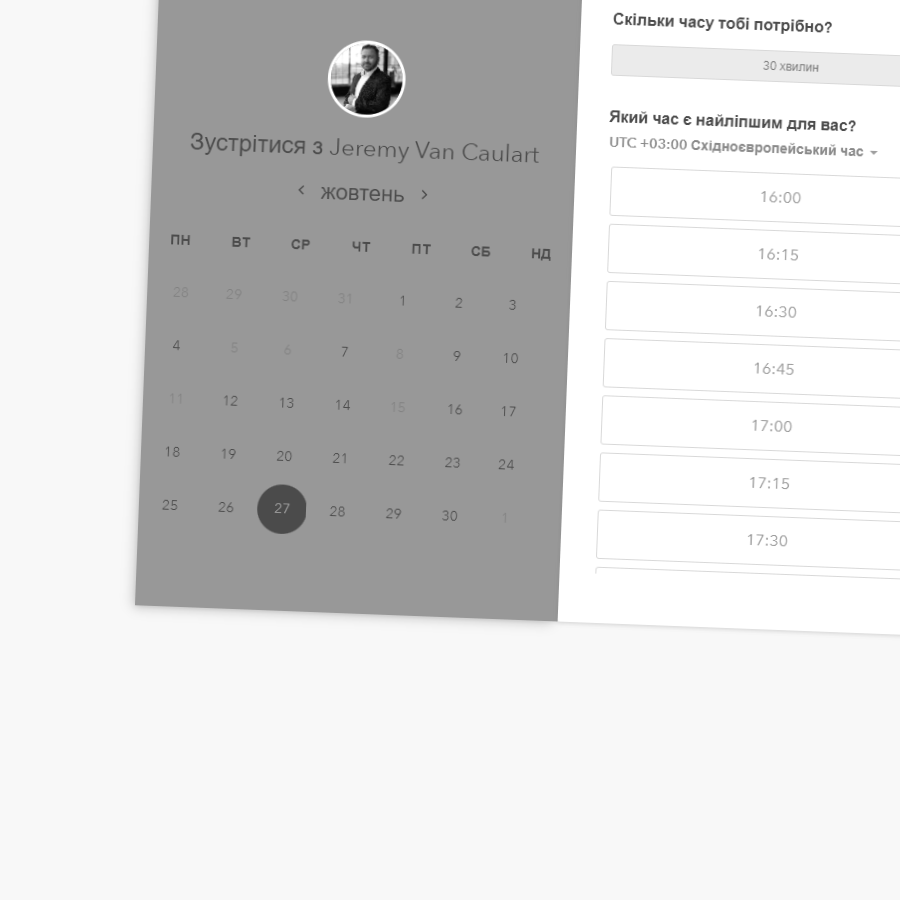 Зустрітися з Jeremy Van Caulart
‹ жовтень ›
ПН ВТ СР ЧТ ПТ СБ НД
28 29 30 31 1 2 3
4 5 6 7 8 9 10
11 12 13 14 15 16 17
18 19 20 21 22 23 24
25 26 27 28 29 30 1
Скільки часу тобі потрібно?
30 хвилин
Який час є найліпшим для вас?
UTC +03:00 Східноєвропейський час
16:00
16:15
16:30
16:45
17:00
17:15
17:30